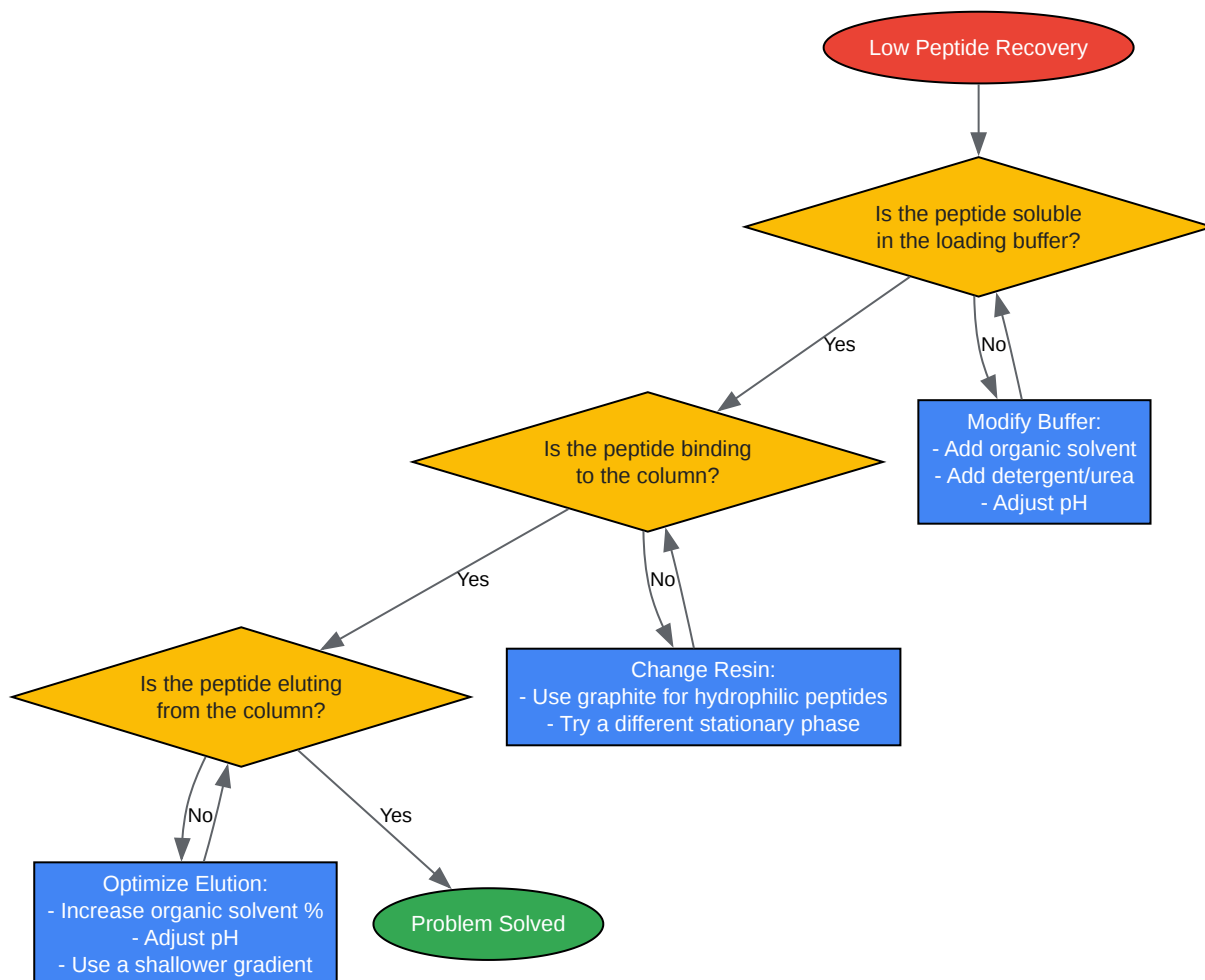 Low Peptide Recovery
Is the peptide soluble
in the loading buffer?
Yes
No
Modify Buffer:
- Add organic solvent
- Add detergent/urea
- Adjust pH
Is the peptide binding
to the column?
Yes
No
Change Resin:
- Use graphite for hydrophilic peptides
- Try a different stationary phase
Is the peptide eluting
from the column?
No
Yes
Optimize Elution:
- Increase organic solvent %
- Adjust pH
- Use a shallower gradient
Problem Solved